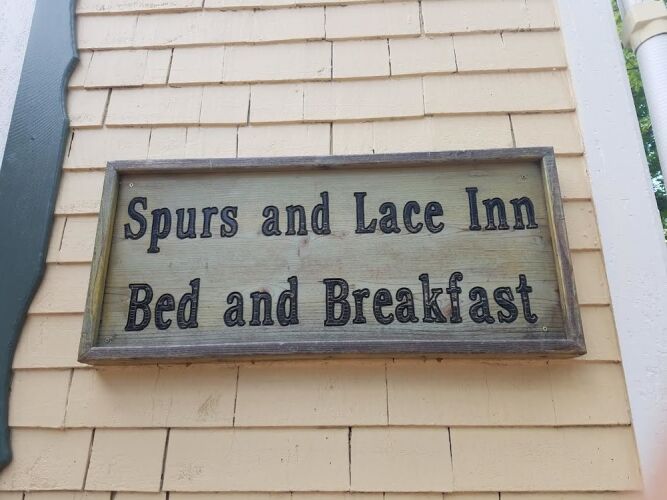 Spurs and Lace Inn
Bed and Breakfast